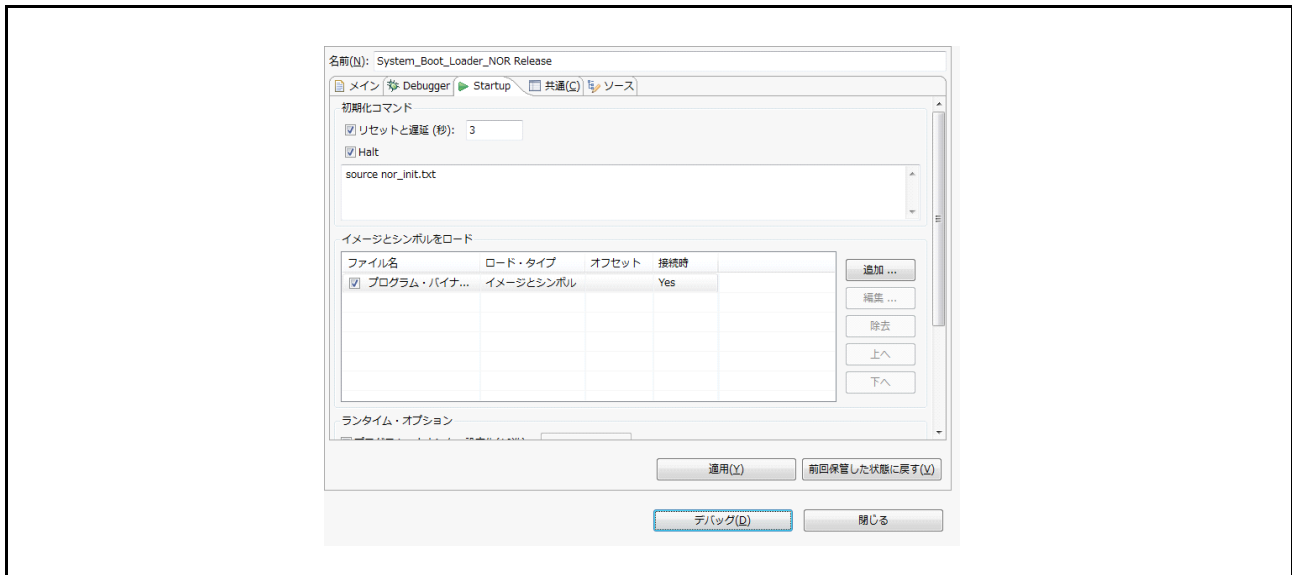 名前(N): System_Boot_Loader_NOR Release
メイン Debugger Startup 共通(C) ソース
初期化コマンド
リセットと遅延 (秒): 3
Halt
source nor_init.txt
イメージとシンボルをロード
ファイル名 ロード・タイプ オフセット 接続時
プログラム・バイナ... イメージとシンボル Yes
追加 ...
編集 ...
除去
上へ
下へ
ランタイム・オプション
適用(Y) 前回保管した状態に戻す(V)
デバッグ(D) 閉じる